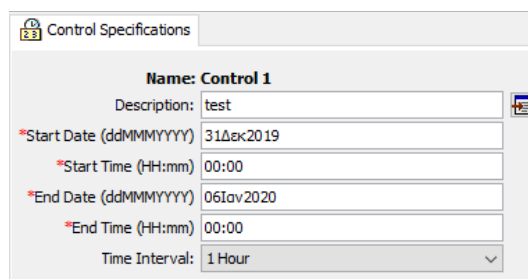 Control Specifications
Name: Control 1
Description: test
*Start Date (ddMMMYYYY) 31Δεκ2019
*Start Time (HH:mm) 00:00
*End Date (ddMMMYYYY) 06Ιαν2020
*End Time (HH:mm) 00:00
Time Interval: 1 Hour